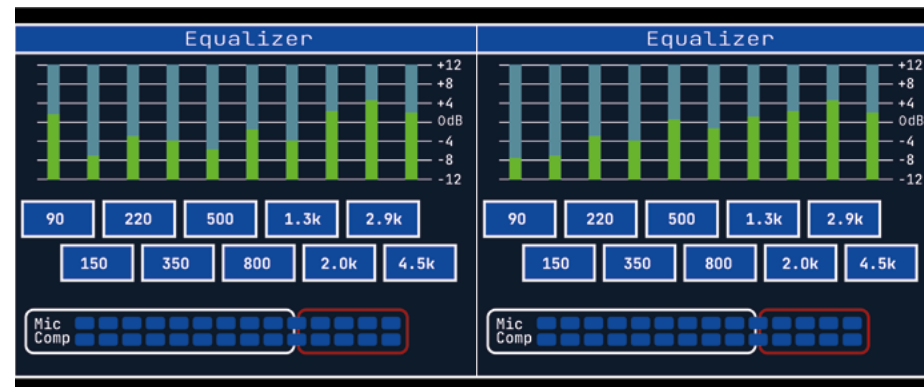 Equalizer
+12
+8
+4
0dB
-4
-8
-12
90 220 500 1.3k 2.9k
150 350 800 2.0k 4.5k
Mic
Comp
Equalizer
+12
+8
+4
0dB
-4
-8
-12
90 220 500 1.3k 2.9k
150 350 800 2.0k 4.5k
Mic
Comp